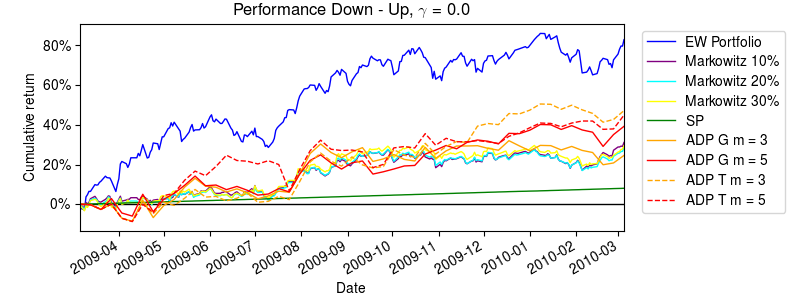 Performance Down - Up, γ = 0.0
Cumulative return
80%
60%
40%
20%
0%
2009-04
2009-05
2009-06
2009-07
2009-08
2009-09
2009-10
2009-11
2009-12
2010-01
2010-02
2010-03
Date
EW Portfolio
Markowitz 10%
Markowitz 20%
Markowitz 30%
SP
ADP G m = 3
ADP G m = 5
ADP T m = 3
ADP T m = 5